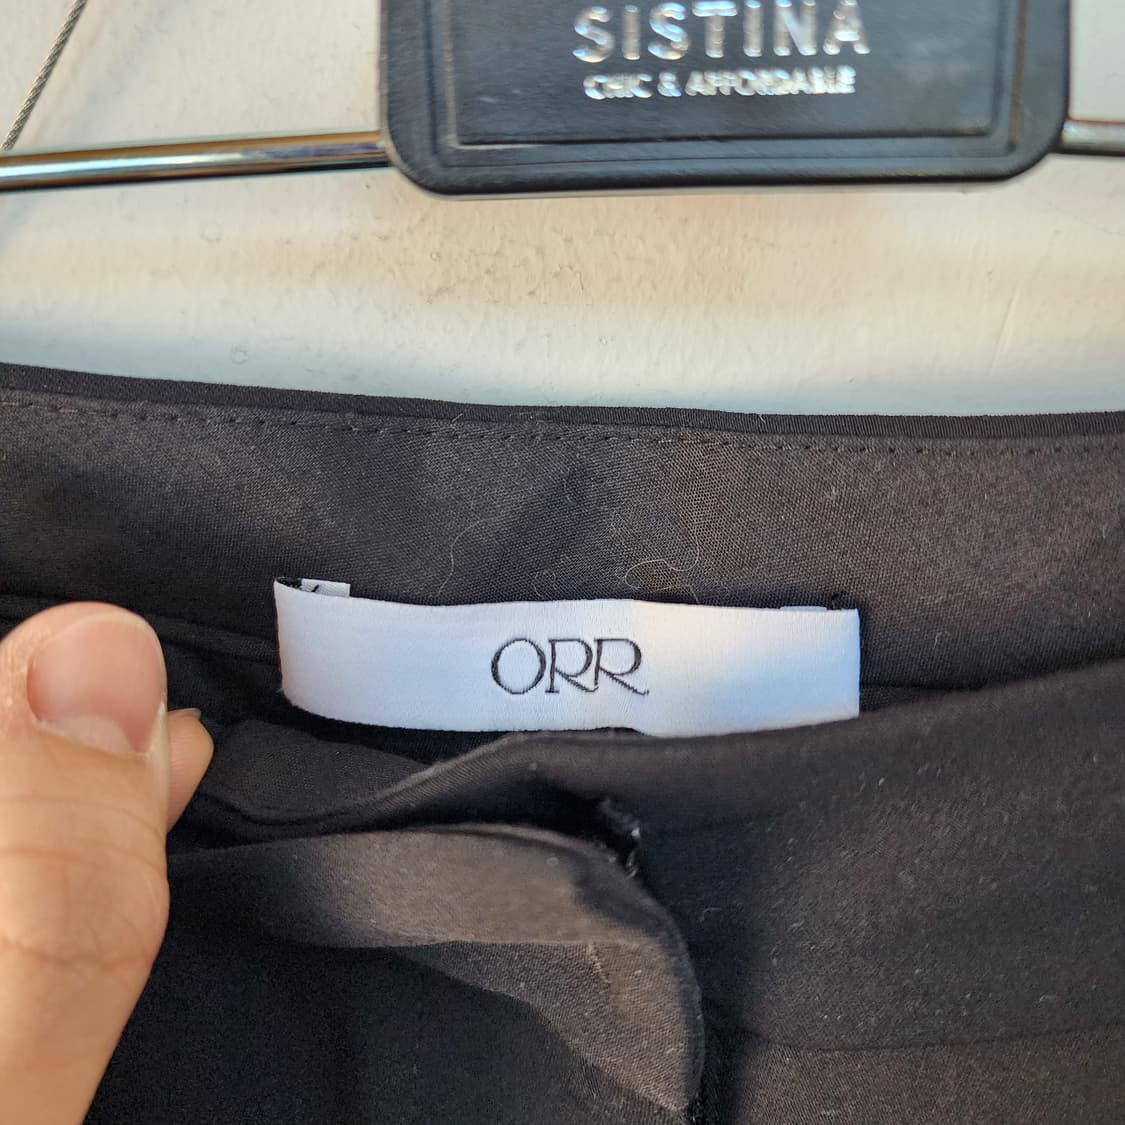 SISTINA
CHIC & AFFORDABLE
ORR